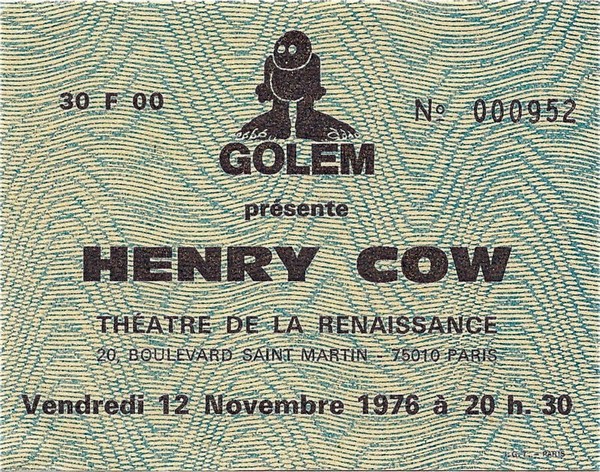 30 F 00
Nº 000952
GOLEM
présente
HENRY COW
THÉATRE DE LA RENAISSANCE
20, BOULEVARD SAINT MARTIN - 75010 PARIS
Vendredi 12 Novembre 1976 à 20 h. 30
- PARIS